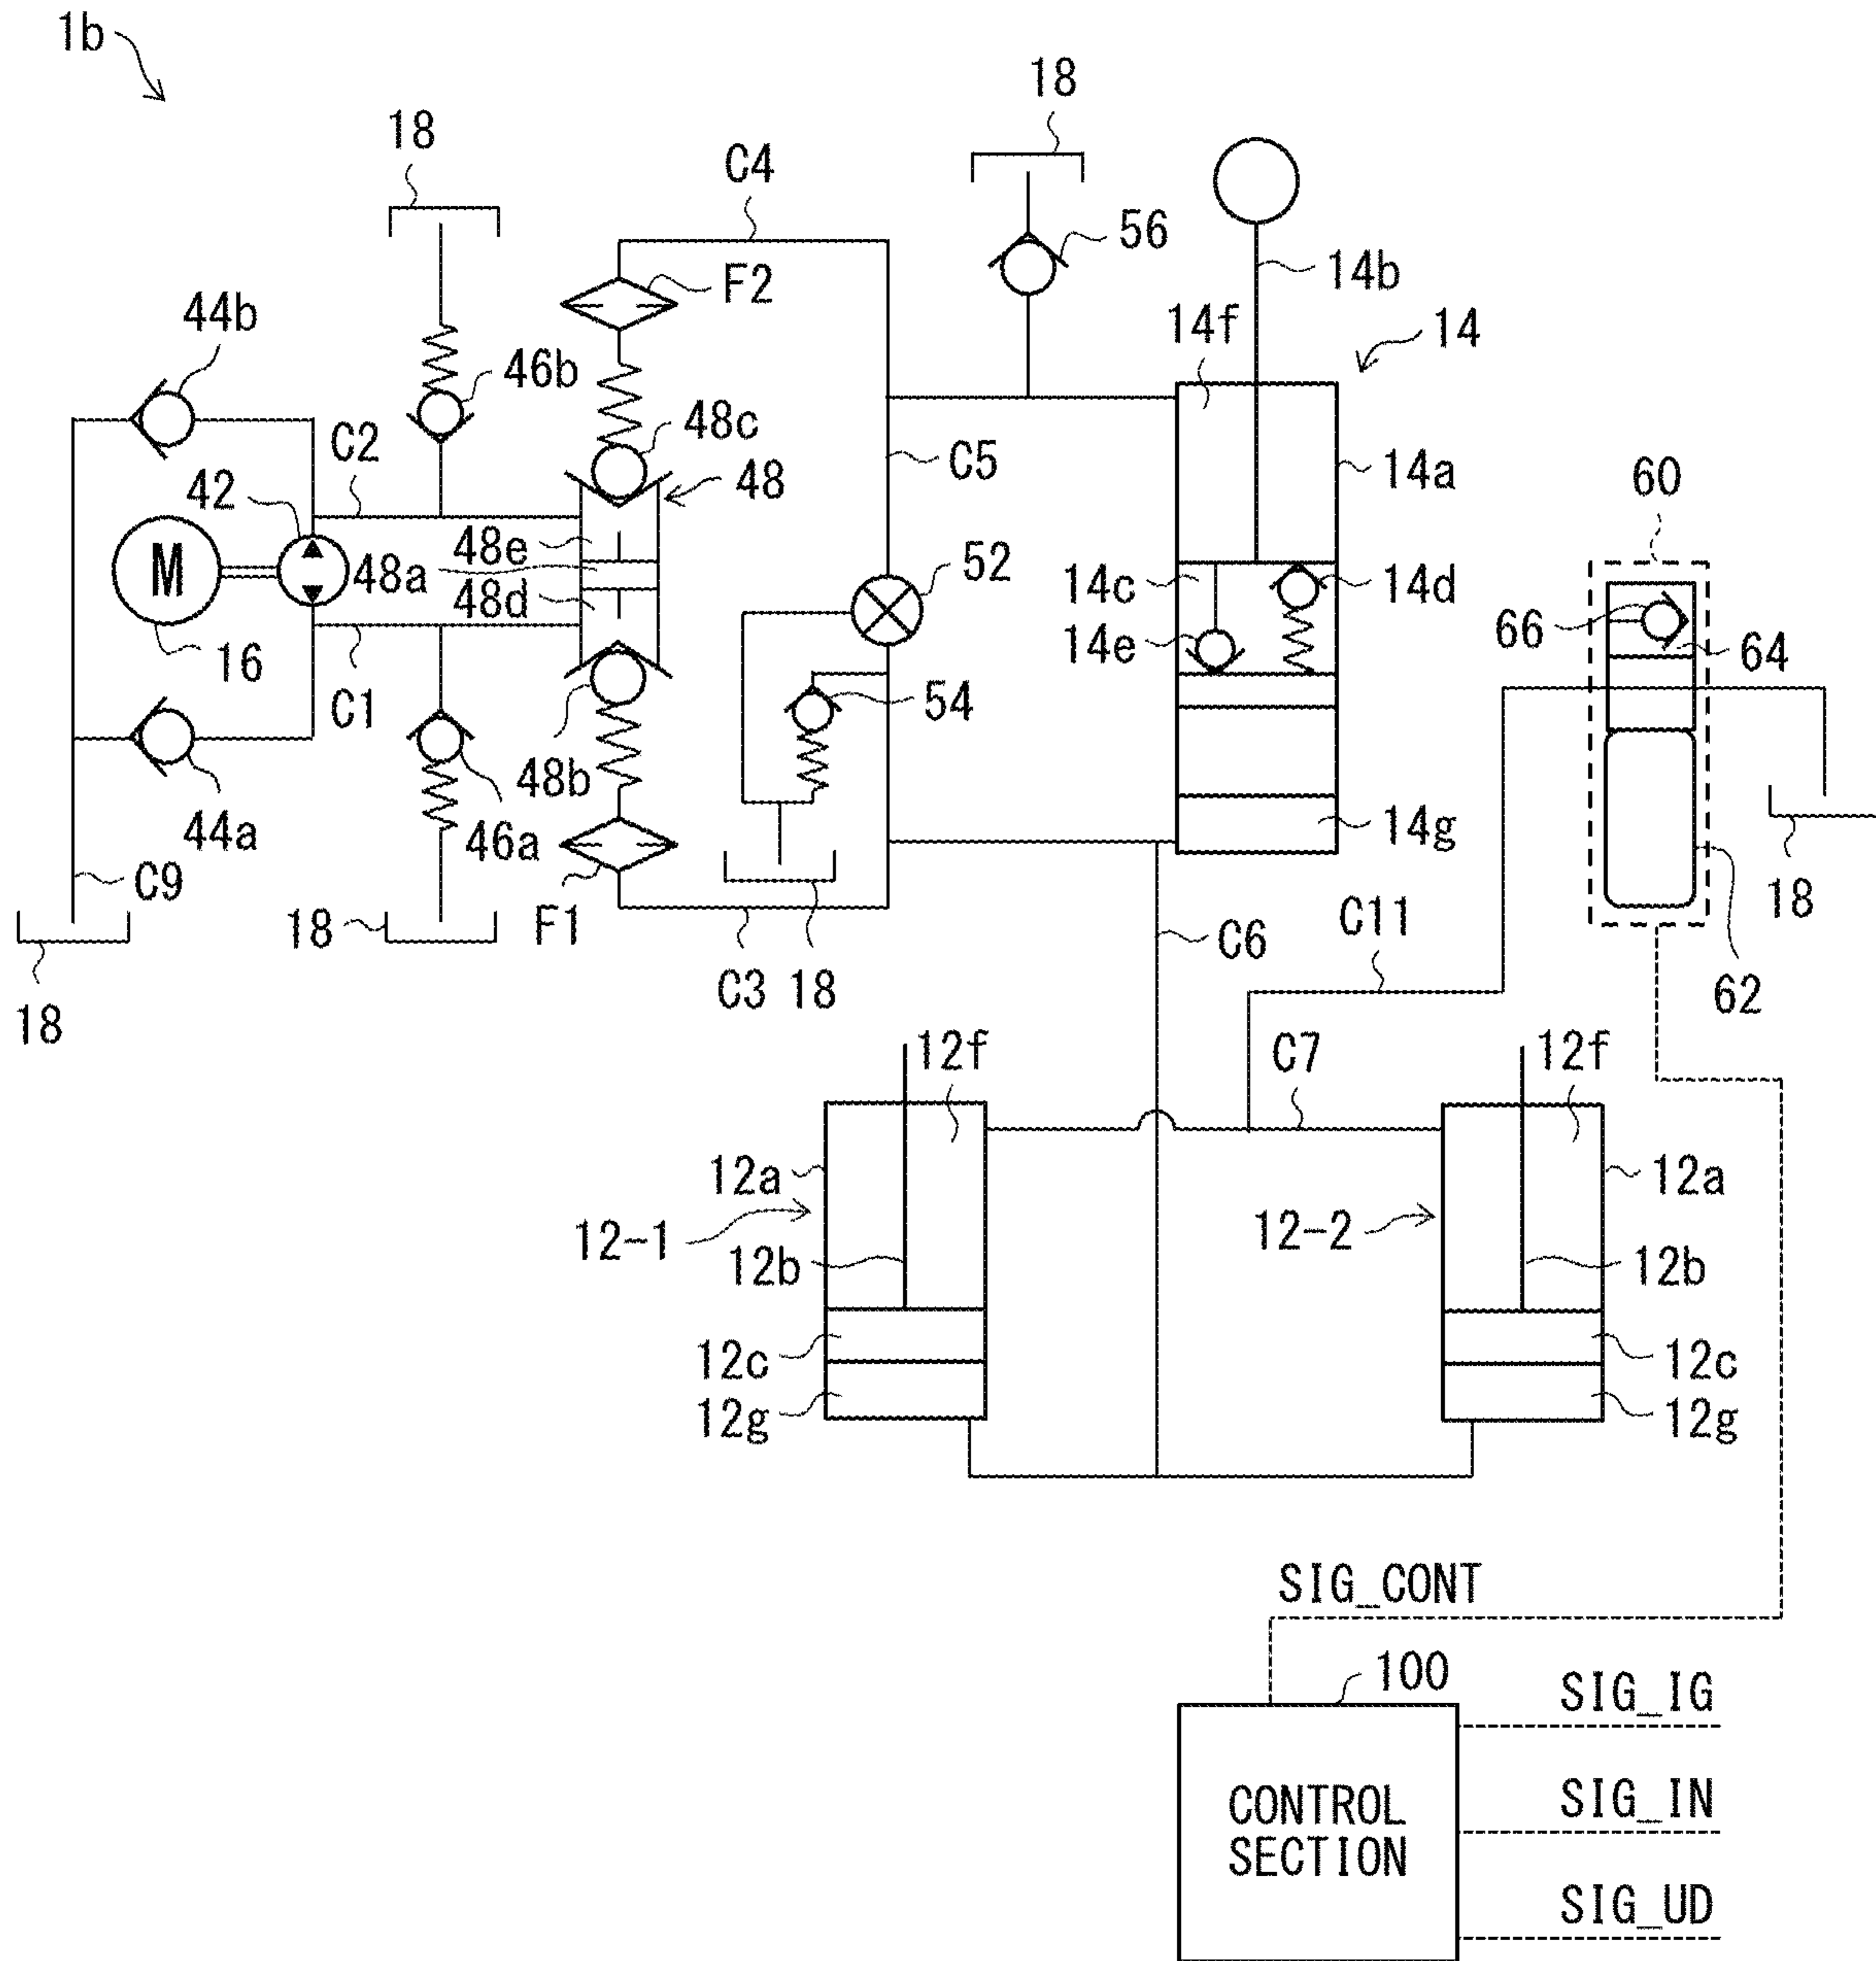 1b
18
18
C4
56
F2
14b
44b
14f
14
46b
48c
C2
C5
14a
60
42
48
M
48e
52
48a
14c
14d
48d
66
14e
16
64
C1
54
48b
44a
46a
14g
C9
18
C11
18
F1
C6
C3
18
62
18
12f
C7
12f
12a
12a
12-1
12-2
12b
12b
12c
12c
12g
12g
SIG_CONT
100
SIG_IG
CONTROL
SECTION
SIG_IN
SIG_UD